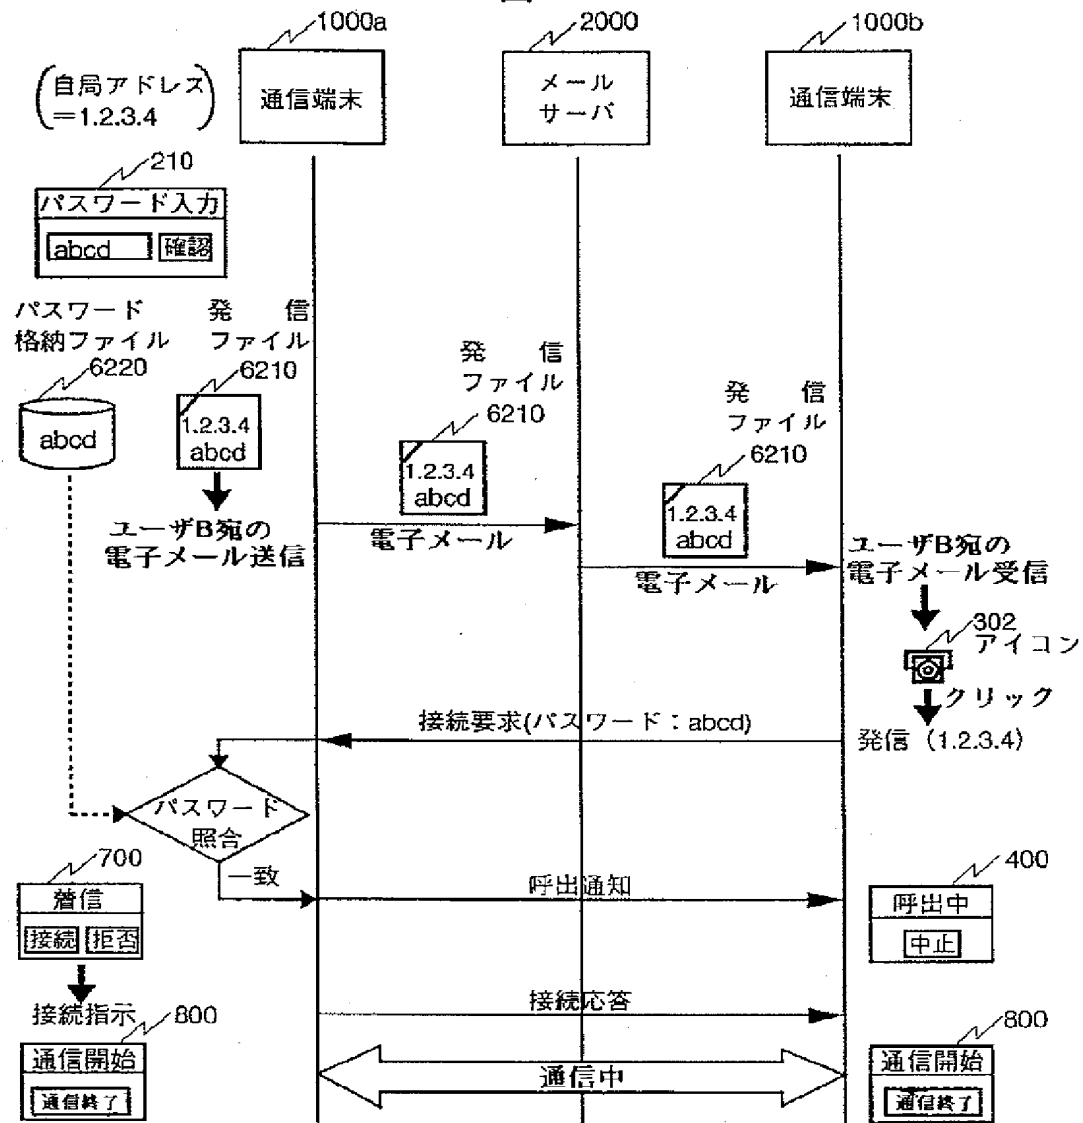 1000a
2000
1000b
自局アドレス
=1.2.3.4
通信端末
メール
サーバ
通信端末
210
パスワード入力
abcd 確認
パスワード
格納ファイル
6220
abcd
発 信
ファイル
6210
1.2.3.4
abcd
ユーザB宛の
電子メール送信
発 信
ファイル
6210
1.2.3.4
abcd
電子メール
発 信
ファイル
6210
1.2.3.4
abcd
電子メール
ユーザB宛の
電子メール受信
302
アイコン
クリック
発信 (1.2.3.4)
接続要求(パスワード:abcd)
パスワード
照合
一致
呼出通知
700
着信
接続 拒否
接続指示
400
呼出中
中止
接続応答
800
通信開始
通信終了
通信中
800
通信開始
通信終了